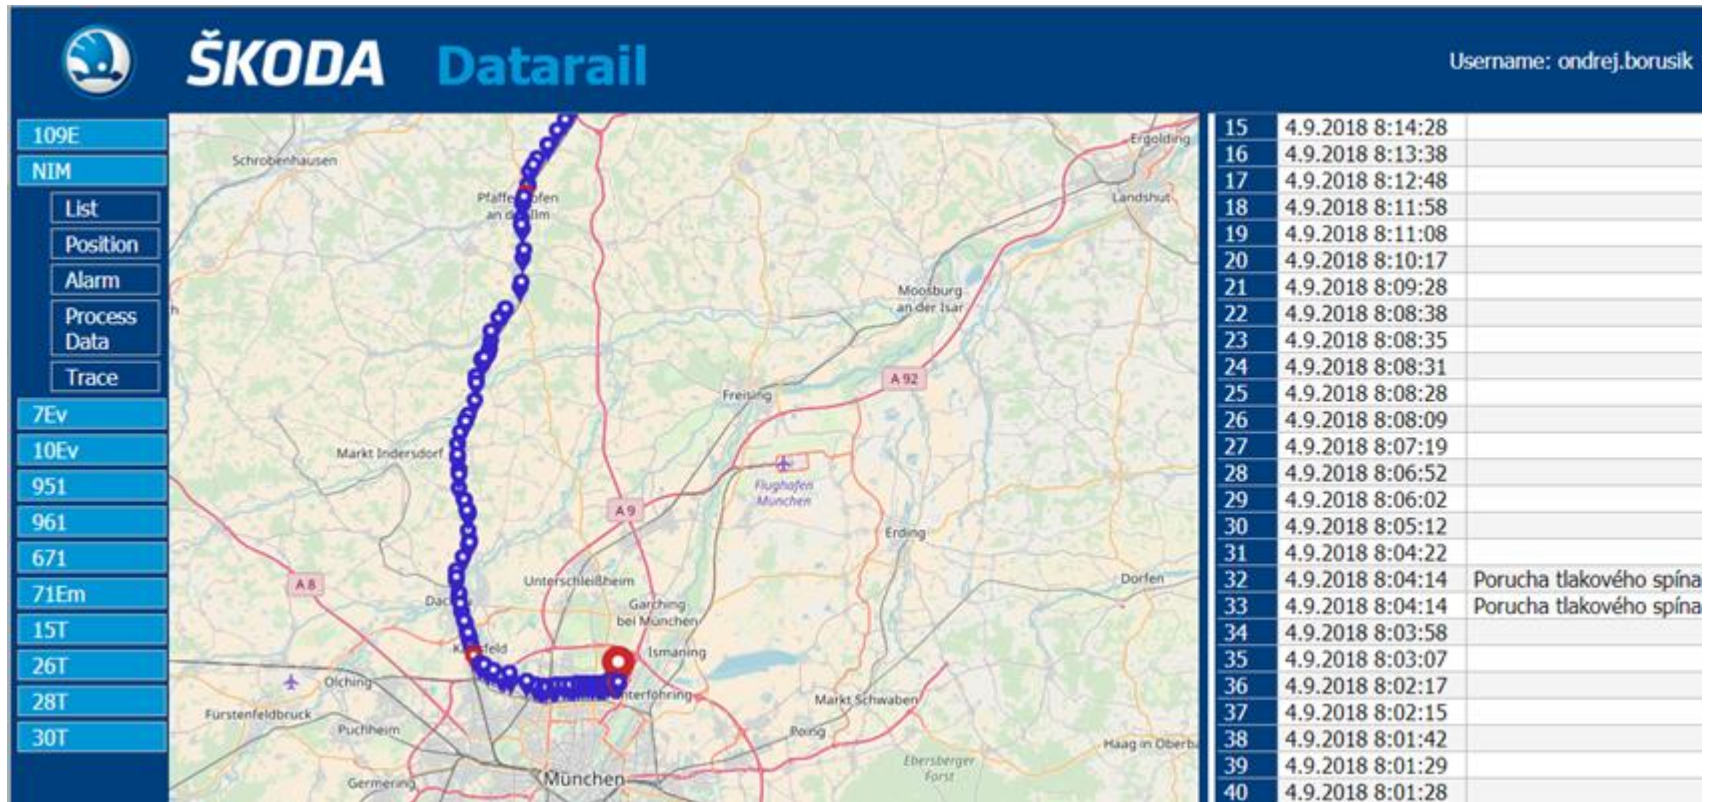 ŠKODA Datarail
Username: ondrej.borusik
109E
NIM
List
Position
Alarm
Process
Data
Trace
7Ev
10Ev
951
961
671
71Em
15T
26T
28T
30T
Schrobenhausen
Ergolding
Landshut
an der Ilm
Moosburg
an der Isar
A 92
Freising
Markt Indersdorf
Flughafen
München
A 9
Erding
A 8
Unterschleißheim
Dorfen
Garching
bei München
Ismaning
Olching
Unterföhring
Markt Schwaben
Fürstenfeldbruck
Puchheim
Poing
Haag in Oberba
Ebersberger
Forst
München
Germering
15 4.9.2018 8:14:28
16 4.9.2018 8:13:38
17 4.9.2018 8:12:48
18 4.9.2018 8:11:58
19 4.9.2018 8:11:08
20 4.9.2018 8:10:17
21 4.9.2018 8:09:28
22 4.9.2018 8:08:38
23 4.9.2018 8:08:35
24 4.9.2018 8:08:31
25 4.9.2018 8:08:28
26 4.9.2018 8:08:09
27 4.9.2018 8:07:19
28 4.9.2018 8:06:52
29 4.9.2018 8:06:02
30 4.9.2018 8:05:12
31 4.9.2018 8:04:22
32 4.9.2018 8:04:14 Porucha tlakového spína
33 4.9.2018 8:04:14 Porucha tlakového spína
34 4.9.2018 8:03:58
35 4.9.2018 8:03:07
36 4.9.2018 8:02:17
37 4.9.2018 8:02:15
38 4.9.2018 8:01:42
39 4.9.2018 8:01:29
40 4.9.2018 8:01:28